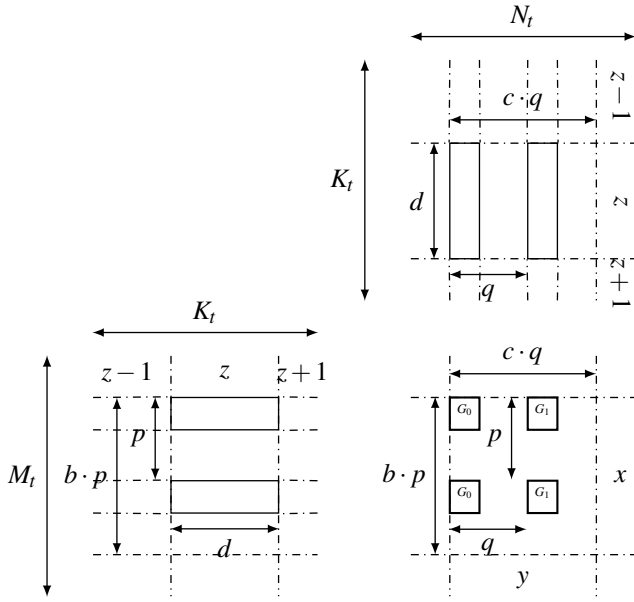 N_t
z − 1
c · q
K_t
d
z
q
z + 1
K_t
z − 1
z
z + 1
c · q
G_0
G_1
p
p
M_t
b · p
b · p
x
G_0
G_1
d
q
y